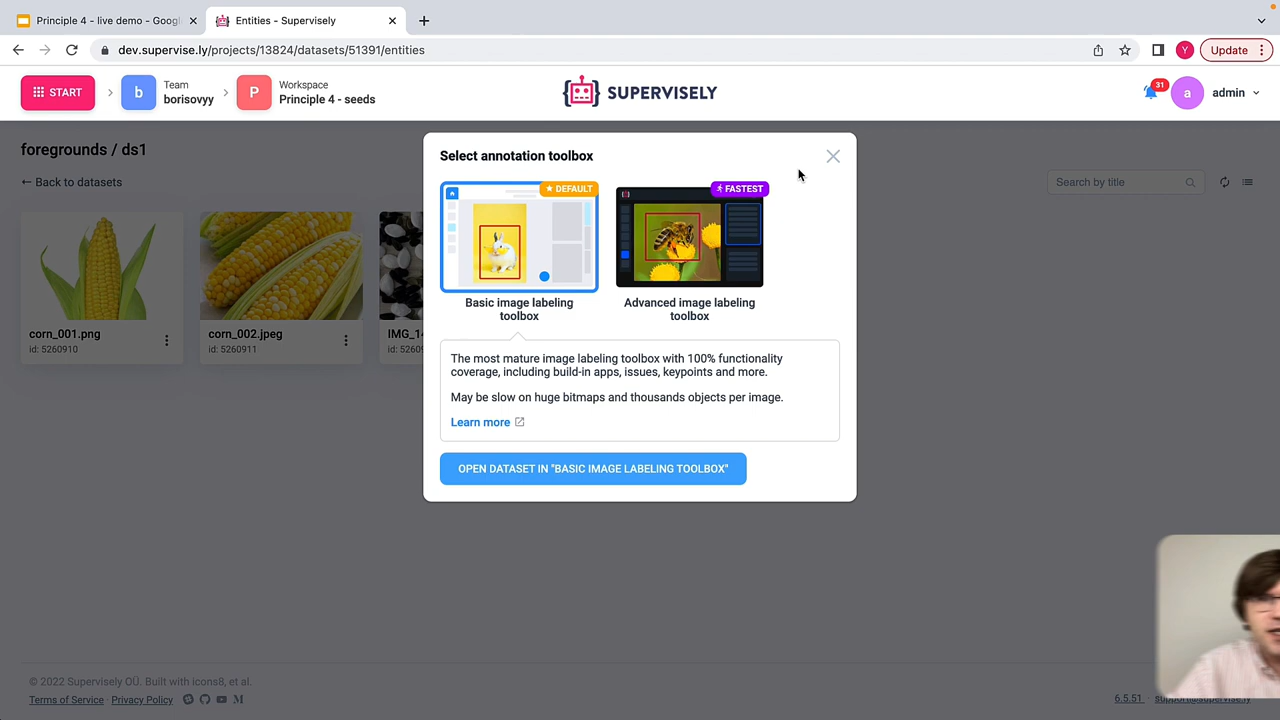 Principle 4 - live demo - Googl
Entities - Supervisely
dev.supervise.ly/projects/13824/datasets/51391/entities
Y
Update
START
b
Team
borisovyy
P
Workspace
Principle 4 - seeds
SUPERVISELY
31
a
admin
foregrounds / ds1
← Back to datasets
Search by title
corn_001.png
id: 5260910
corn_002.jpeg
id: 5260911
IMG_14
id: 5260
Select annotation toolbox
DEFAULT
FASTEST
Basic image labeling
toolbox
Advanced image labeling
toolbox
The most mature image labeling toolbox with 100% functionality
coverage, including build-in apps, issues, keypoints and more.
May be slow on huge bitmaps and thousands objects per image.
Learn more
OPEN DATASET IN "BASIC IMAGE LABELING TOOLBOX"
© 2022 Supervisely OÜ. Built with icons8, et al.
Terms of Service · Privacy Policy
6.5.51
support@supervise.ly